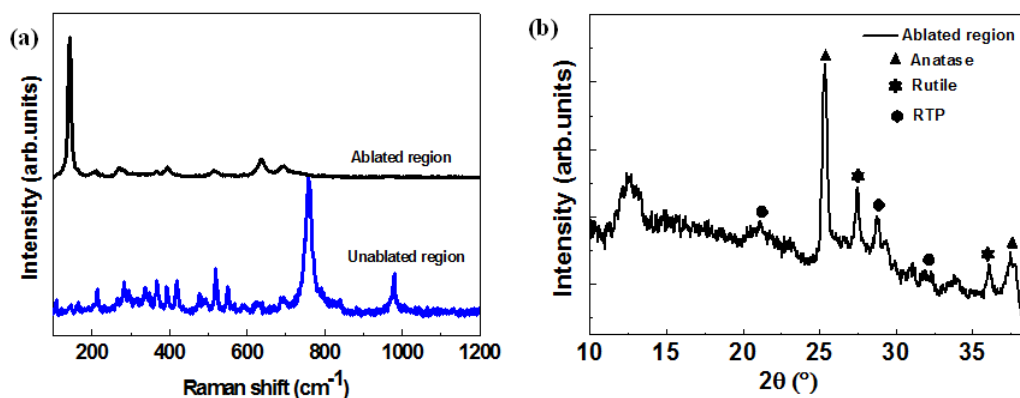 (a)
Intensity (arb.units)
Ablated region
Unablated region
200 400 600 800 1000 1200
Raman shift (cm-1)
(b)
Intensity (arb.units)
Ablated region
Anatase
Rutile
RTP
10 15 20 25 30 35
2θ (°)